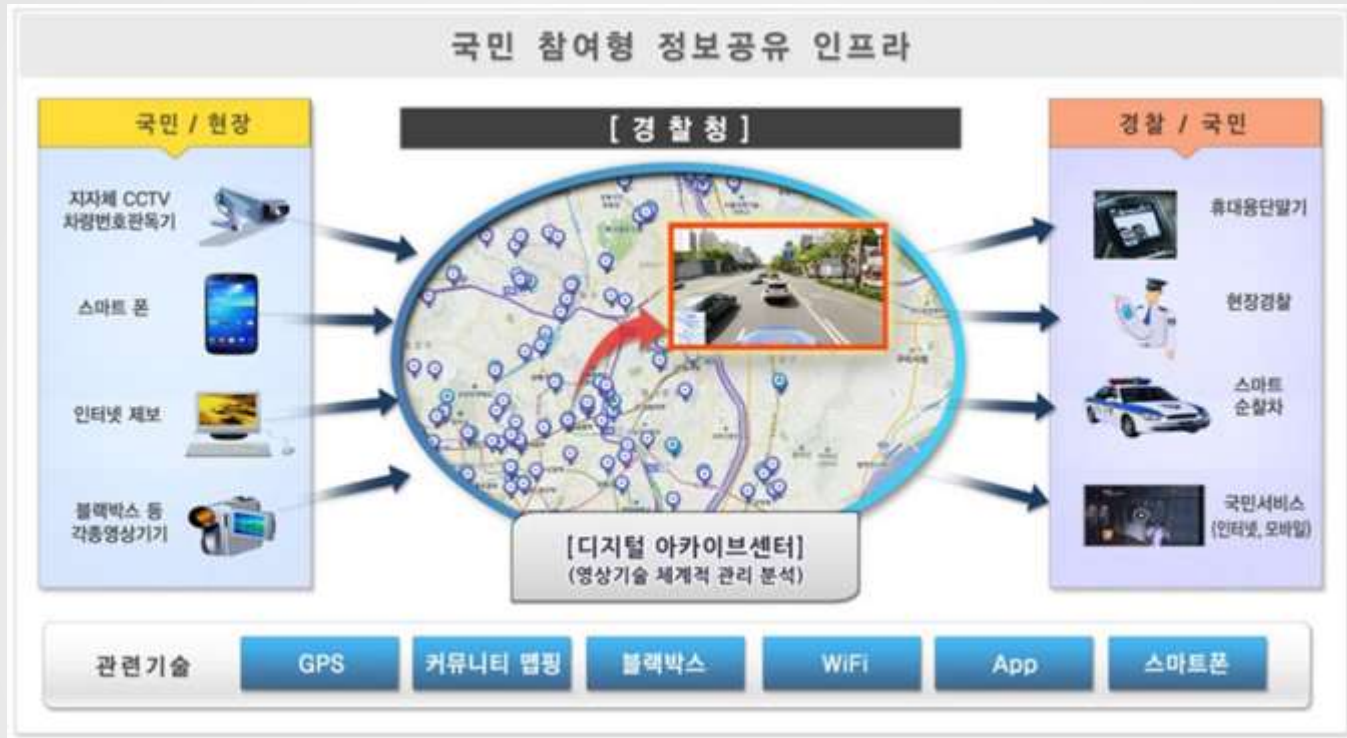 국민 참여형 정보공유 인프라
국민 / 현장
지자체 CCTV
차량번호판독기
스마트 폰
인터넷 제보
블랙박스 등
각종영상기기
[ 경 찰 청 ]
[디지털 아카이브센터]
(영상기술 체계적 관리 분석)
경찰 / 국민
휴대용단말기
현장경찰
스마트
순찰차
국민서비스
(인터넷, 모바일)
관련기술
GPS
커뮤니티 맵핑
블랙박스
WiFi
App
스마트폰